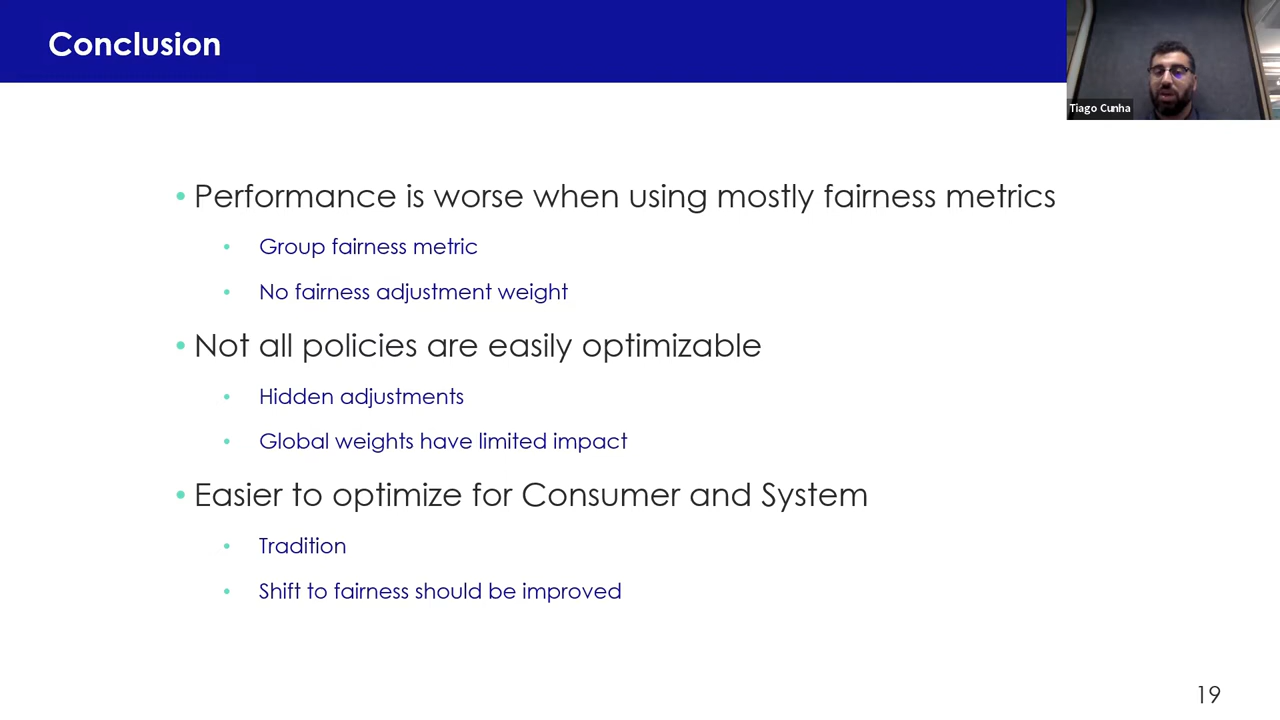 Conclusion
Tiago Cunha
• Performance is worse when using mostly fairness metrics
• Group fairness metric
• No fairness adjustment weight
• Not all policies are easily optimizable
• Hidden adjustments
• Global weights have limited impact
• Easier to optimize for Consumer and System
• Tradition
• Shift to fairness should be improved
19